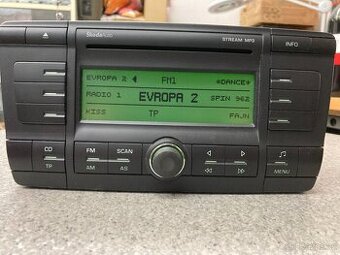 ŠkodaAuto STREAM MP3
INFO
EVROPA 2 FM1 *DANCE*
RADIO 1 EVROPA 2 SPIN 962
KISS TP FAJN
CD FM SCAN
TP AM AS MENU